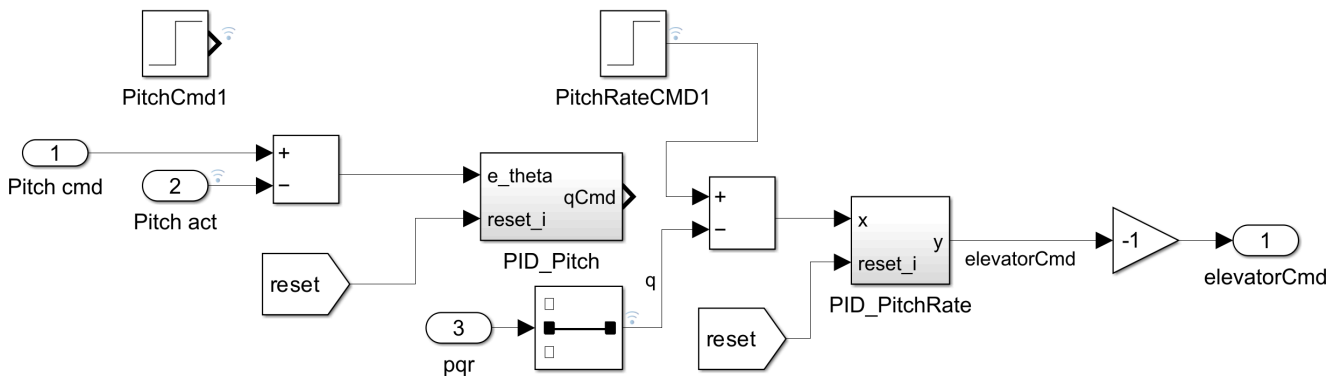 PitchCmd1
PitchRateCMD1
1
+
−
Pitch cmd
2
Pitch act
e_theta
qCmd
reset_i
PID_Pitch
reset
+
−
x
y
reset_i
PID_PitchRate
elevatorCmd
-1
1
elevatorCmd
q
3
pqr
reset